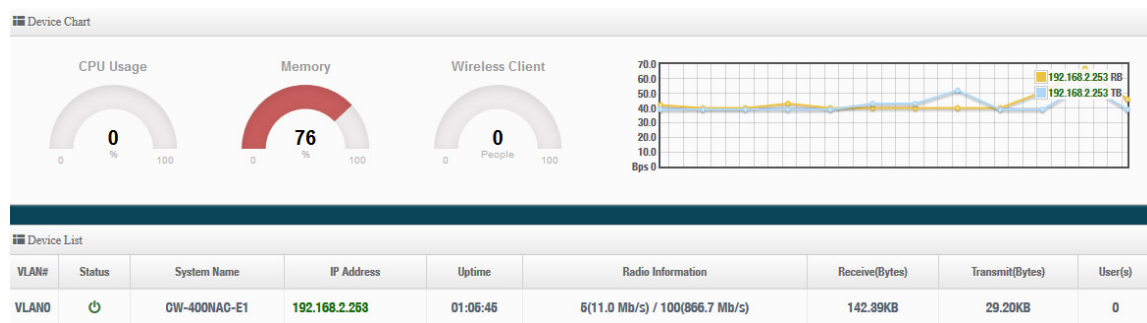 Device Chart
CPU Usage
0
%
0 100
Memory
76
%
0 100
Wireless Client
0
People
0 100
70.0
60.0
50.0
40.0
30.0
20.0
10.0
Bps 0
192.168.2.253 RB
192.168.2.253 TB
Device List
VLAN# Status System Name IP Address Uptime Radio Information Receive(Bytes) Transmit(Bytes) User(s)
VLAN0 CW-400NAC-E1 192.168.2.253 01:05:45 5(11.0 Mb/s) / 100(866.7 Mb/s) 142.39KB 29.20KB 0